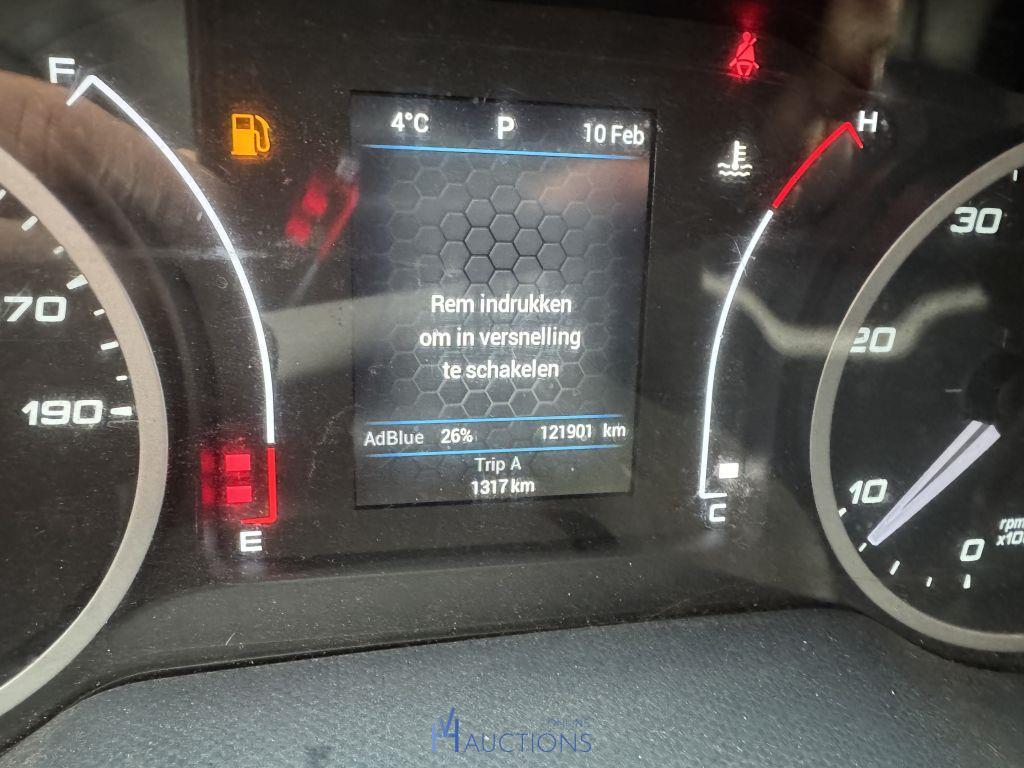 F
4°C P 10 Feb
H
30
70
Rem indrukken
om in versnelling
te schakelen
20
190
AdBlue 26% 121901 km
Trip A
1317 km
10
C
E
0
rpm
AUCTIONS